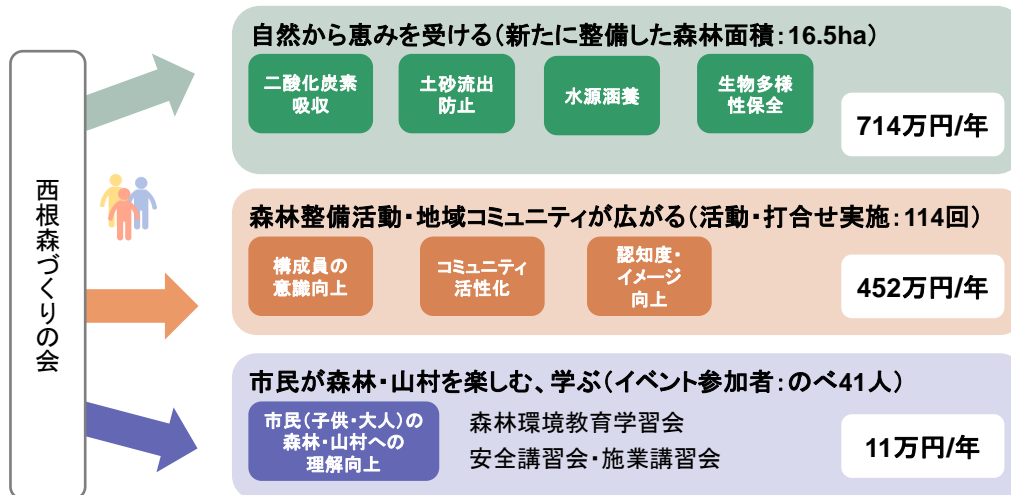 西根森づくりの会
自然から恵みを受ける（新たに整備した森林面積：16.5ha）
二酸化炭素
吸収
土砂流出
防止
水源涵養
生物多様
性保全
714万円/年
森林整備活動・地域コミュニティが広がる（活動・打合せ実施：114回）
構成員の
意識向上
コミュニティ
活性化
認知度・
イメージ
向上
452万円/年
市民が森林・山村を楽しむ、学ぶ（イベント参加者：のべ41人）
市民（子供・大人）の
森林・山村への
理解向上
森林環境教育学習会
安全講習会・施業講習会
11万円/年